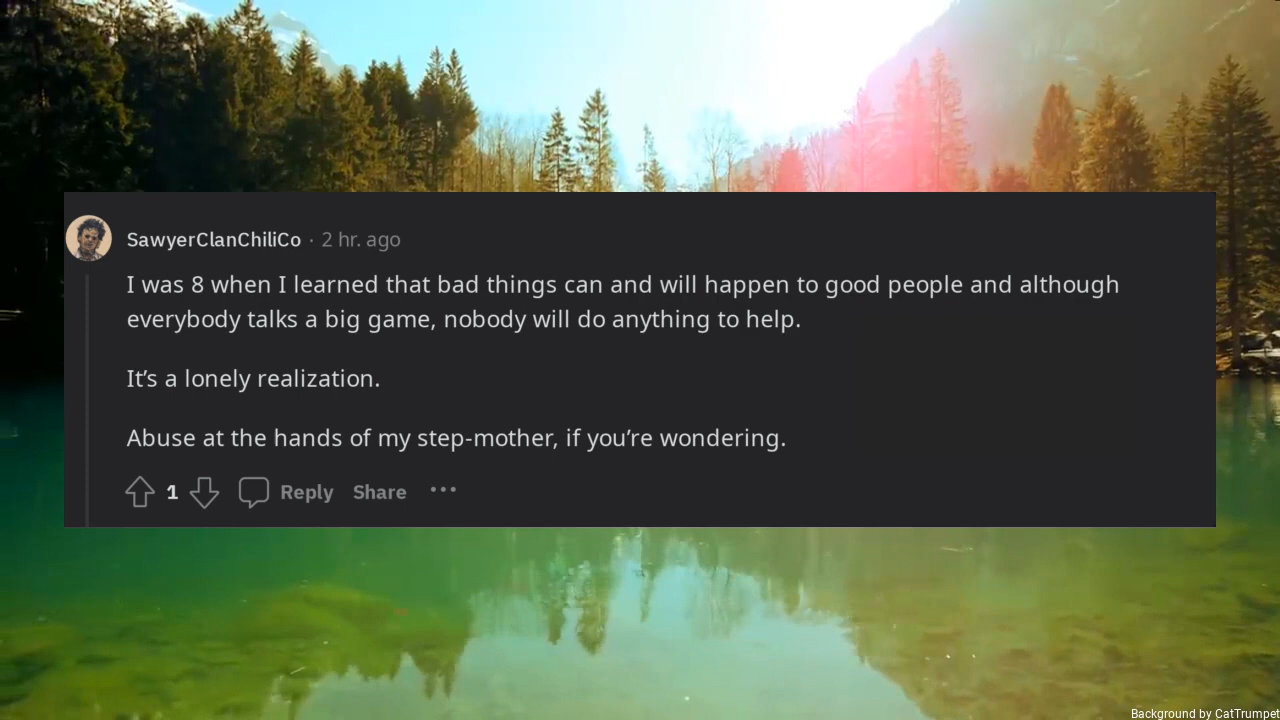 SawyerClanChiliCo · 2 hr. ago
I was 8 when I learned that bad things can and will happen to good people and although
everybody talks a big game, nobody will do anything to help.
It’s a lonely realization.
Abuse at the hands of my step-mother, if you’re wondering.
1 Reply Share •••
Background by CatTrumpet